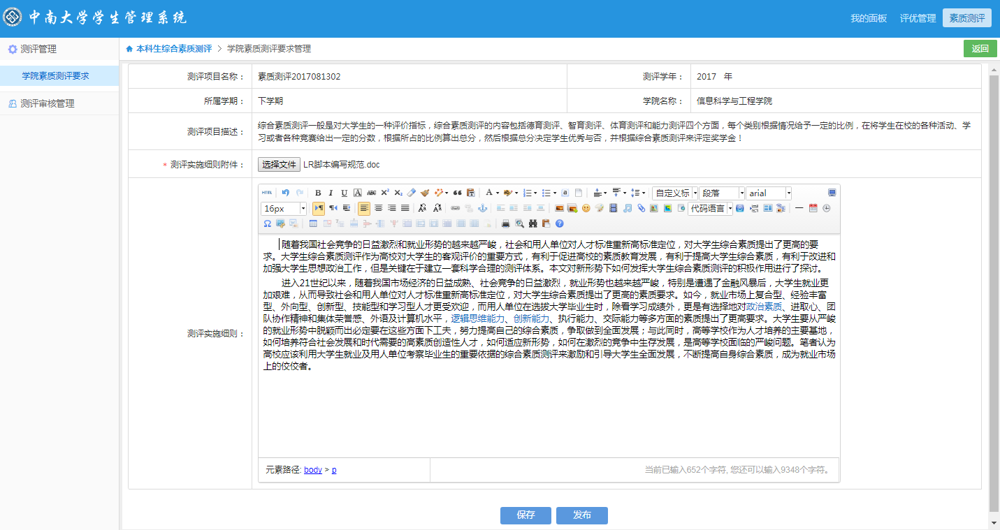 中南大学学生管理系统
我的面板 评优管理 素质测评
测评管理
学院素质测评要求
测评审核管理
本科生综合素质测评 > 学院素质测评要求管理
返回
测评项目名称： 素质测评2017081302 测评学年： 2017 年
所属学期： 下学期 学院名称： 信息科学与工程学院
测评项目描述： 综合素质测评一般是对大学生的一种评价指标，综合素质测评的内容包括德育测评、智育测评、体育测评和能力测评四个方面，每个类别根据情况给予一定的比例，在将学生在校的各种活动、学
习或者各种竞赛给出一定的分数，根据所占的比例算出总分，然后根据总分决定学生优秀与否，并根据综合素质测评来评定奖学金！
* 测评实施细则附件： 选择文件 LR脚本编写规范.doc
HTML B I U A ABC X² X₂ 自定义标 段落 arial
16px 代码语言
测评实施细则：
随着我国社会竞争的日益激烈和就业形势的越来越严峻，社会和用人单位对人才标准重新高标准定位，对大学生综合素质提出了更高的要
求。大学生综合素质测评作为高校对大学生的客观评价的重要方式，有利于促进高校的素质教育发展，有利于提高大学生综合素质，有利于改进和
加强大学生思想政治工作，但是关键在于建立一套科学合理的测评体系。本文对新形势下如何发挥大学生综合素质测评的积极作用进行了探讨。
进入21世纪以来，随着我国市场经济的日益成熟、社会竞争的日益激烈，就业形势也越来越严峻，特别是遭遇了金融风暴后，大学生就业更
加艰难，从而导致社会和用人单位对人才标准重新高标准定位，对大学生综合素质提出了更高的素质要求。如今，就业市场上复合型、经验丰富
型、外向型、创新型、技能型和学习型人才更受欢迎，而用人单位在选拔大学毕业生时，除看学习成绩外，更是有选择地对政治素质、进取心、团
队协作精神和集体荣誉感、外语及计算机水平，逻辑思维能力、创新能力、执行能力、交际能力等多方面的素质提出了更高要求。大学生要从严峻
的就业形势中脱颖而出必定要在这些方面下工夫，努力提高自己的综合素质，争取做到全面发展；与此同时，高等学校作为人才培养的主要基地，
如何培养符合社会发展和时代需要的高素质创造性人才，如何适应新形势，如何在激烈的竞争中生存发展，是高等学校面临的严峻问题。笔者认为
高校应该利用大学生就业及用人单位考察毕业生的重要依据的综合素质测评来激励和引导大学生全面发展，不断提高自身综合素质，成为就业市场
上的佼佼者。
元素路径: body > p 当前已输入652个字符, 您还可以输入9348个字符。
保存 发布